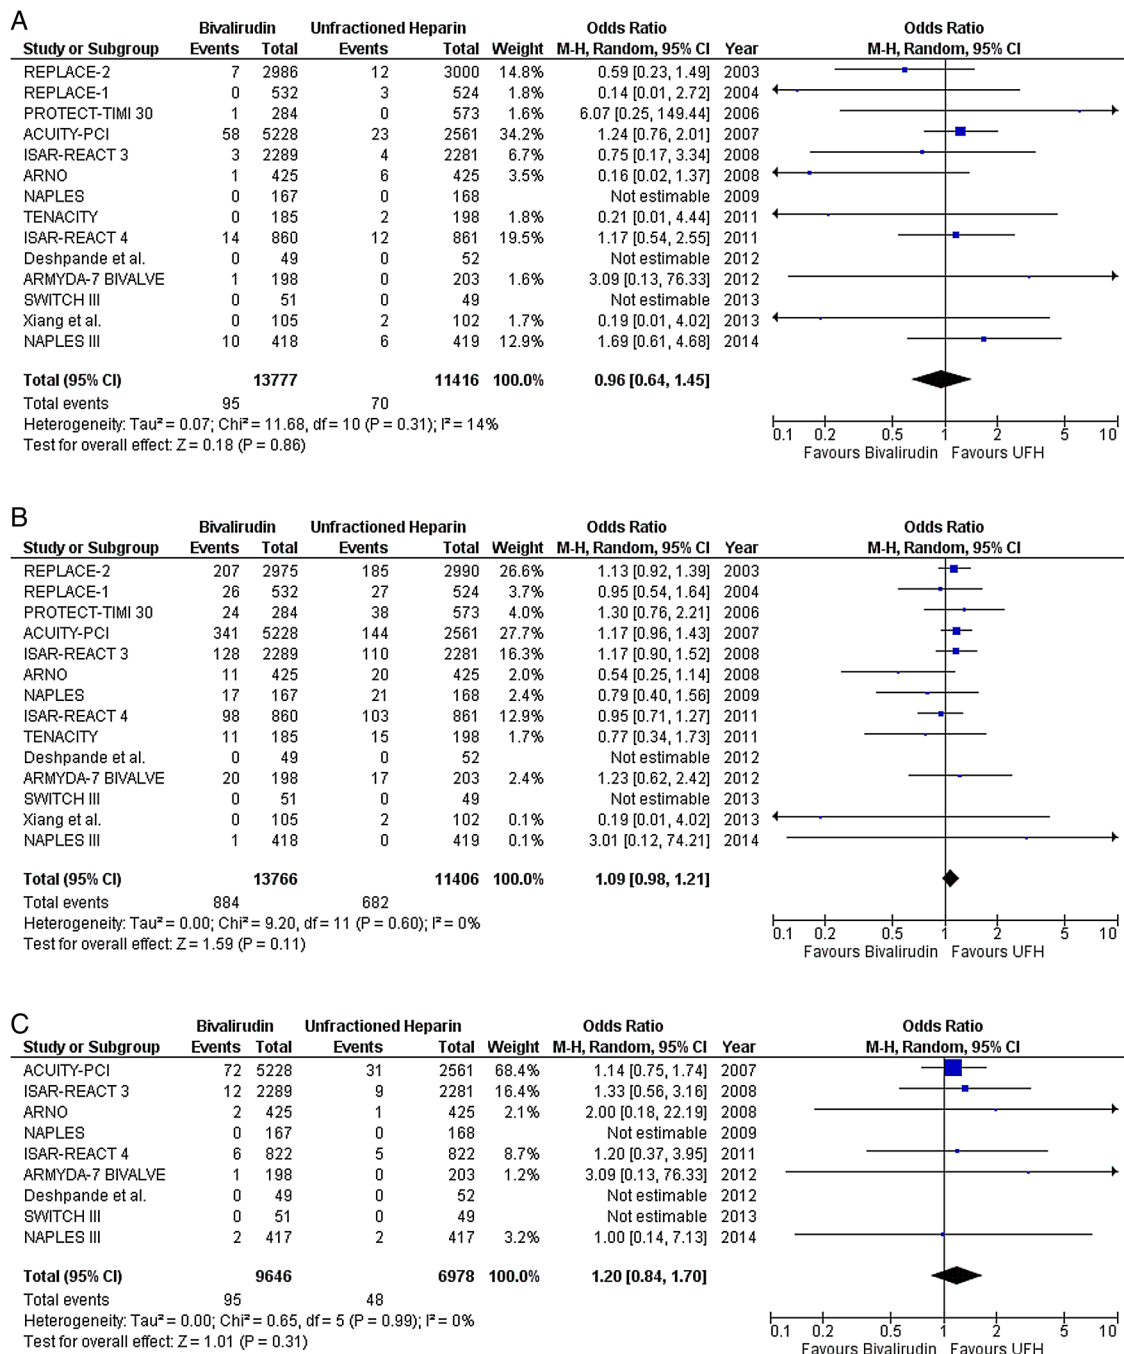 A
Bivalirudin Unfractioned Heparin Odds Ratio Odds Ratio
Study or Subgroup Events Total Events Total Weight M-H, Random, 95% CI Year M-H, Random, 95% CI
REPLACE-2 7 2986 12 3000 14.8% 0.59 [0.23, 1.49] 2003
REPLACE-1 0 532 3 524 1.8% 0.14 [0.01, 2.72] 2004
PROTECT-TIMI 30 1 284 0 573 1.6% 6.07 [0.25, 149.44] 2006
ACUITY-PCI 58 5228 23 2561 34.2% 1.24 [0.76, 2.01] 2007
ISAR-REACT 3 3 2289 4 2281 6.7% 0.75 [0.17, 3.34] 2008
ARNO 1 425 6 425 3.5% 0.16 [0.02, 1.37] 2008
NAPLES 0 167 0 168 Not estimable 2009
TENACITY 0 185 2 198 1.8% 0.21 [0.01, 4.44] 2011
ISAR-REACT 4 14 860 12 861 19.5% 1.17 [0.54, 2.55] 2011
Deshpande et al. 0 49 0 52 Not estimable 2012
ARMYDA-7 BIVALVE 1 198 0 203 1.6% 3.09 [0.13, 76.33] 2012
SWITCH III 0 51 0 49 Not estimable 2013
Xiang et al. 0 105 2 102 1.7% 0.19 [0.01, 4.02] 2013
NAPLES III 10 418 6 419 12.9% 1.69 [0.61, 4.68] 2014
Total (95% CI) 13777 11416 100.0% 0.96 [0.64, 1.45]
Total events 95 70
Heterogeneity: Tau² = 0.07; Chi² = 11.68, df = 10 (P = 0.31); I² = 14%
Test for overall effect: Z = 0.18 (P = 0.86)
0.1 0.2 0.5 1 2 5 10
Favours Bivalirudin Favours UFH
B
Bivalirudin Unfractioned Heparin Odds Ratio Odds Ratio
Study or Subgroup Events Total Events Total Weight M-H, Random, 95% CI Year M-H, Random, 95% CI
REPLACE-2 207 2975 185 2990 26.6% 1.13 [0.92, 1.39] 2003
REPLACE-1 26 532 27 524 3.7% 0.95 [0.54, 1.64] 2004
PROTECT-TIMI 30 24 284 38 573 4.0% 1.30 [0.76, 2.21] 2006
ACUITY-PCI 341 5228 144 2561 27.7% 1.17 [0.96, 1.43] 2007
ISAR-REACT 3 128 2289 110 2281 16.3% 1.17 [0.90, 1.52] 2008
ARNO 11 425 20 425 2.0% 0.54 [0.25, 1.14] 2008
NAPLES 17 167 21 168 2.4% 0.79 [0.40, 1.56] 2009
ISAR-REACT 4 98 860 103 861 12.9% 0.95 [0.71, 1.27] 2011
TENACITY 11 185 15 198 1.7% 0.77 [0.34, 1.73] 2011
Deshpande et al. 0 49 0 52 Not estimable 2012
ARMYDA-7 BIVALVE 20 198 17 203 2.4% 1.23 [0.62, 2.42] 2012
SWITCH III 0 51 0 49 Not estimable 2013
Xiang et al. 0 105 2 102 0.1% 0.19 [0.01, 4.02] 2013
NAPLES III 1 418 0 419 0.1% 3.01 [0.12, 74.21] 2014
Total (95% CI) 13766 11406 100.0% 1.09 [0.98, 1.21]
Total events 884 682
Heterogeneity: Tau² = 0.00; Chi² = 9.20, df = 11 (P = 0.60); I² = 0%
Test for overall effect: Z = 1.59 (P = 0.11)
0.1 0.2 0.5 1 2 5 10
Favours Bivalirudin Favours UFH
C
Bivalirudin Unfractioned Heparin Odds Ratio Odds Ratio
Study or Subgroup Events Total Events Total Weight M-H, Random, 95% CI Year M-H, Random, 95% CI
ACUITY-PCI 72 5228 31 2561 68.4% 1.14 [0.75, 1.74] 2007
ISAR-REACT 3 12 2289 9 2281 16.4% 1.33 [0.56, 3.16] 2008
ARNO 2 425 1 425 2.1% 2.00 [0.18, 22.19] 2008
NAPLES 0 167 0 168 Not estimable 2009
ISAR-REACT 4 6 822 5 822 8.7% 1.20 [0.37, 3.95] 2011
ARMYDA-7 BIVALVE 1 198 0 203 1.2% 3.09 [0.13, 76.33] 2012
Deshpande et al. 0 49 0 52 Not estimable 2012
SWITCH III 0 51 0 49 Not estimable 2013
NAPLES III 2 417 2 417 3.2% 1.00 [0.14, 7.13] 2014
Total (95% CI) 9646 6978 100.0% 1.20 [0.84, 1.70]
Total events 95 48
Heterogeneity: Tau² = 0.00; Chi² = 0.65, df = 5 (P = 0.99); I² = 0%
Test for overall effect: Z = 1.01 (P = 0.31)
0.1 0.2 0.5 1 2 5 10
Favours Bivalirudin Favours UFH